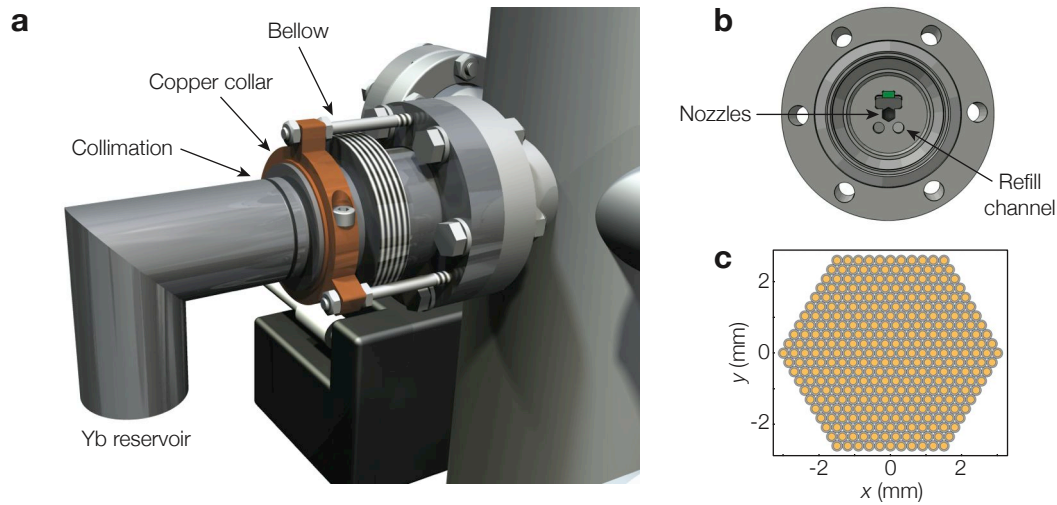 a
Bellow
Copper collar
Collimation
Yb reservoir
b
Nozzles
Refill
channel
c
2
0
-2
y (mm)
-2
0
2
x (mm)